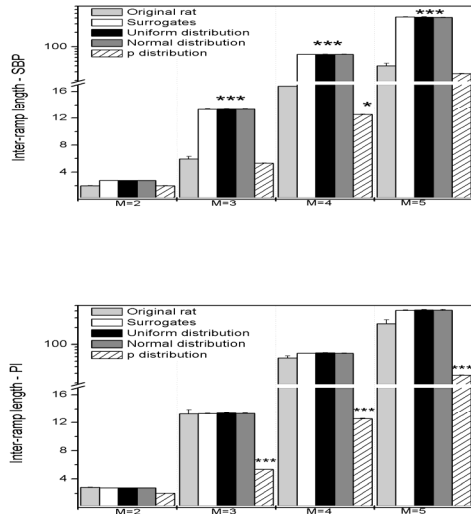 Inter-ramp length - SBP
100
12
8
4
Original rat
Surrogates
Uniform distribution
Normal distribution
p distribution
***
***
*
***
M=2
M=3
M=4
M=5
Inter-ramp length - PI
100
12
8
4
Original rat
Surrogates
Uniform distribution
Normal distribution
p distribution
***
***
***
M=2
M=3
M=4
M=5